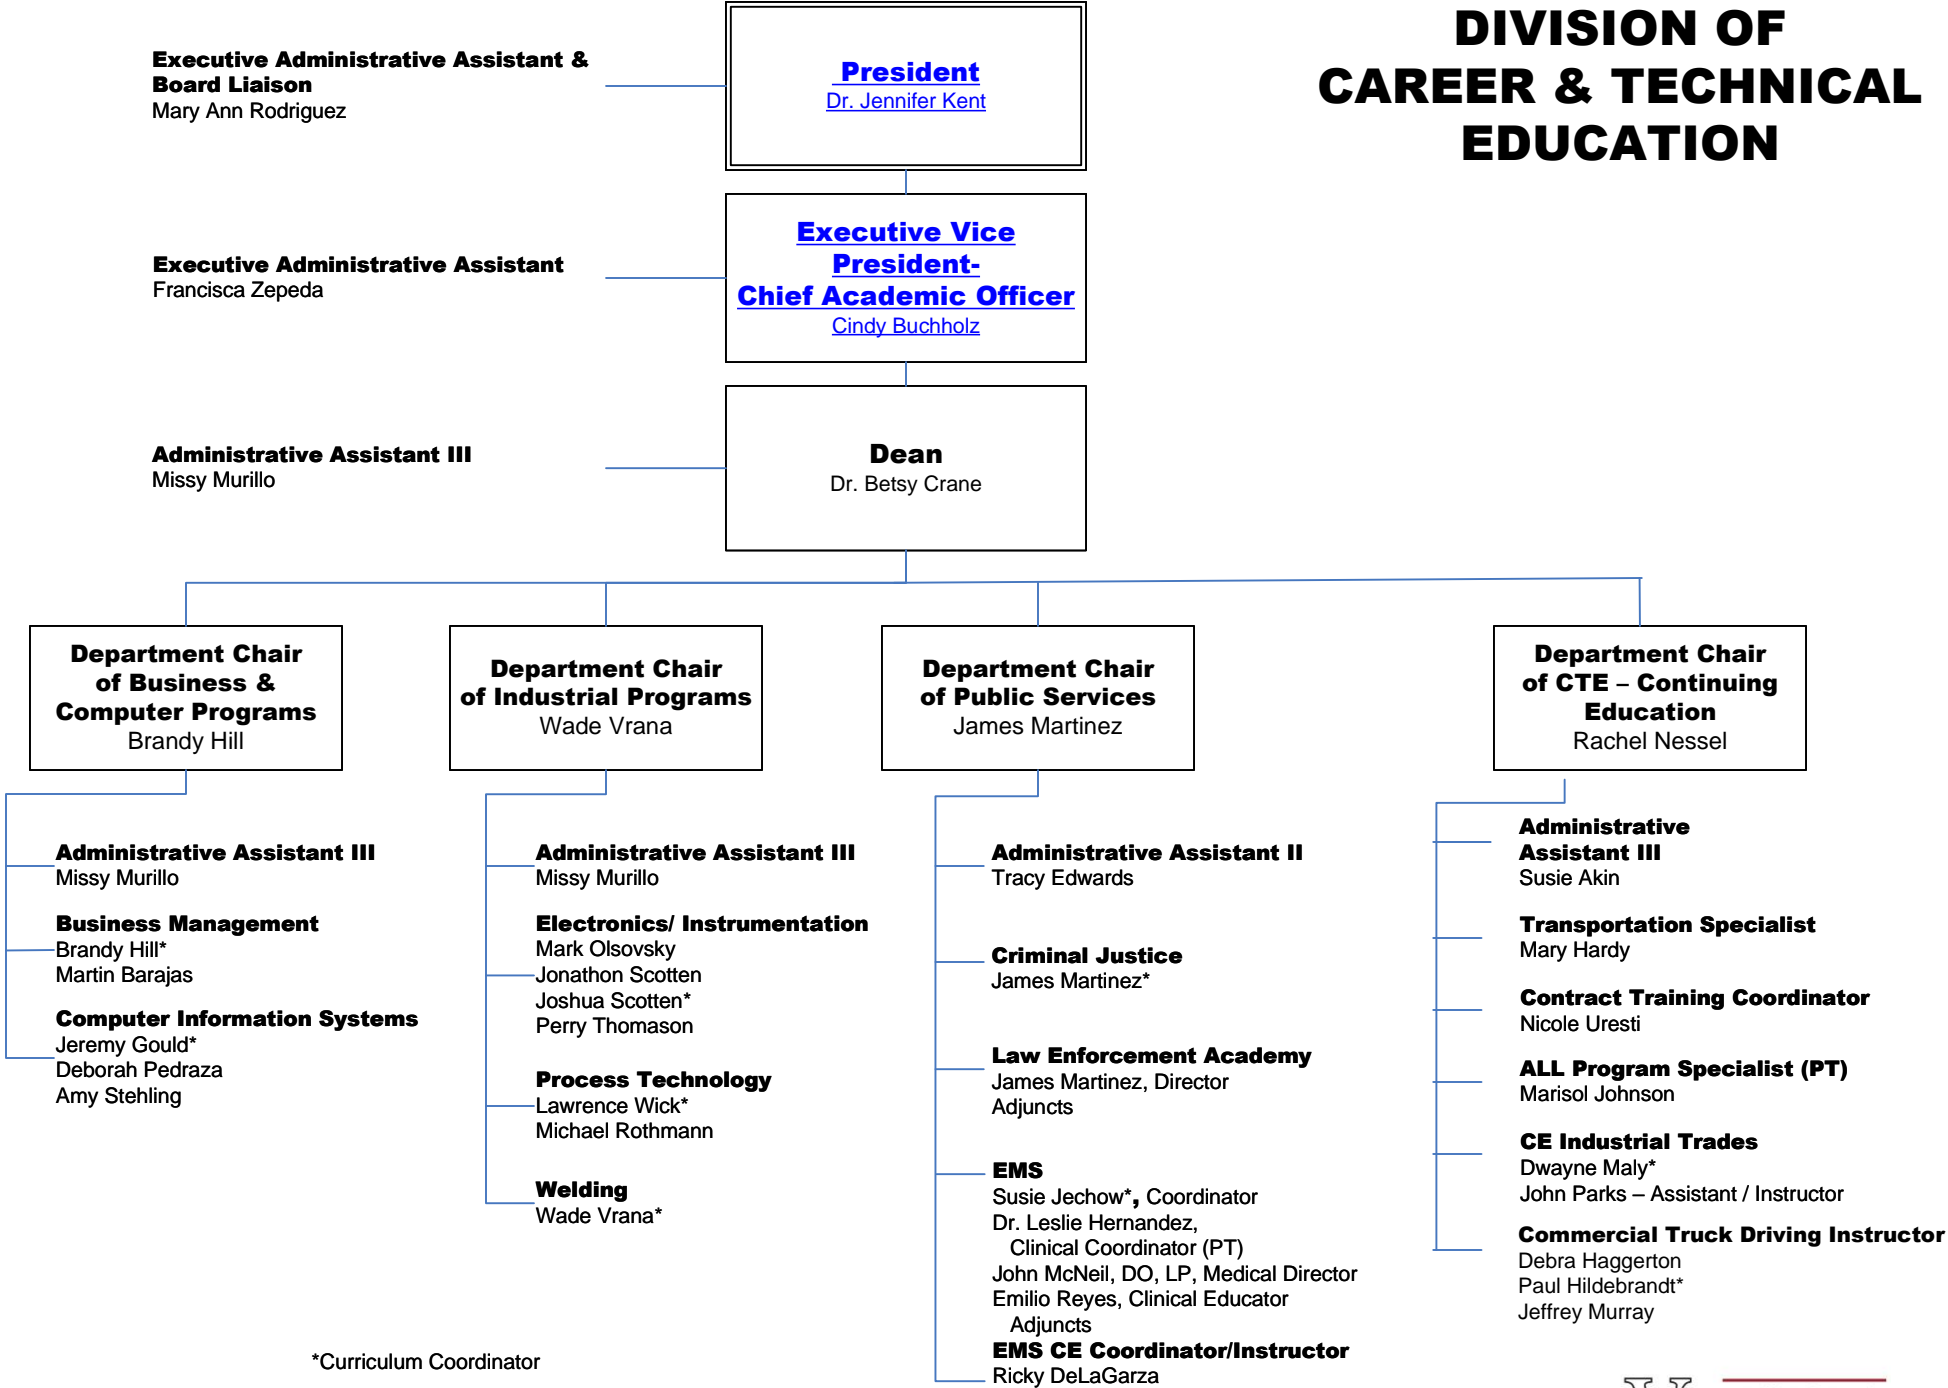 DIVISION OF
CAREER & TECHNICAL
EDUCATION
Executive Administrative Assistant &
Board Liaison
Mary Ann Rodriguez
President
Dr. Jennifer Kent
Executive Administrative Assistant
Francisca Zepeda
Executive Vice
President-
Chief Academic Officer
Cindy Buchholz
Administrative Assistant III
Missy Murillo
Dean
Dr. Betsy Crane
Department Chair
of Business &
Computer Programs
Brandy Hill
Administrative Assistant III
Missy Murillo
Business Management
Brandy Hill*
Martin Barajas
Computer Information Systems
Jeremy Gould*
Deborah Pedraza
Amy Stehling
Department Chair
of Industrial Programs
Wade Vrana
Administrative Assistant III
Missy Murillo
Electronics/ Instrumentation
Mark Olsovsky
Jonathon Scotten
Joshua Scotten*
Perry Thomason
Process Technology
Lawrence Wick*
Michael Rothmann
Welding
Wade Vrana*
Department Chair
of Public Services
James Martinez
Administrative Assistant II
Tracy Edwards
Criminal Justice
James Martinez*
Law Enforcement Academy
James Martinez, Director
Adjuncts
EMS
Susie Jechow*, Coordinator
Dr. Leslie Hernandez,
Clinical Coordinator (PT)
John McNeil, DO, LP, Medical Director
Emilio Reyes, Clinical Educator
Adjuncts
EMS CE Coordinator/Instructor
Ricky DeLaGarza
Department Chair
of CTE – Continuing
Education
Rachel Nessel
Administrative
Assistant III
Susie Akin
Transportation Specialist
Mary Hardy
Contract Training Coordinator
Nicole Uresti
ALL Program Specialist (PT)
Marisol Johnson
CE Industrial Trades
Dwayne Maly*
John Parks – Assistant / Instructor
Commercial Truck Driving Instructor
Debra Haggerton
Paul Hildebrandt*
Jeffrey Murray
*Curriculum Coordinator